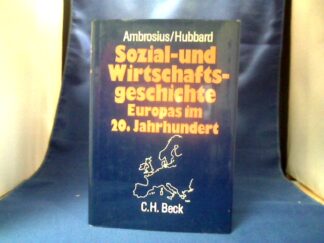 Ambrosius/Hubbard
Sozial-und
Wirtschafts-
geschichte
Europas im
20. Jahrhundert
C.H. Beck